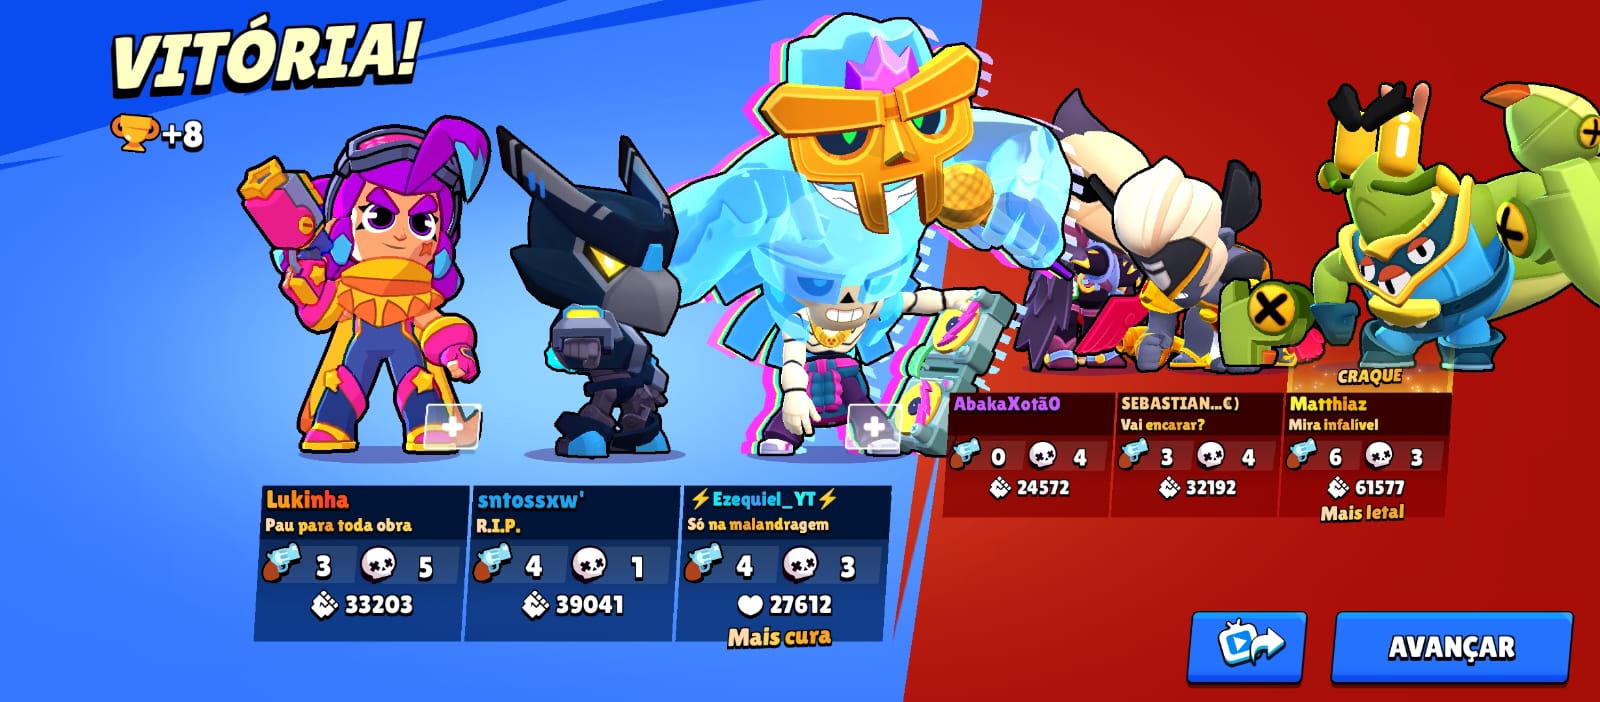 VITÓRIA!
+8
Lukinha
Pau para toda obra
3 5
33203
sntossxw'
R.I.P.
4 1
39041
⚡Ezequiel_YT⚡
Só na malandragem
4 3
27612
Mais cura
AbakaXotãO
0 4
24572
SEBASTIAN...C)
Vai encarar?
3 4
32192
CRAQUE
Matthiaz
Mira infalível
6 3
61577
Mais letal
AVANÇAR